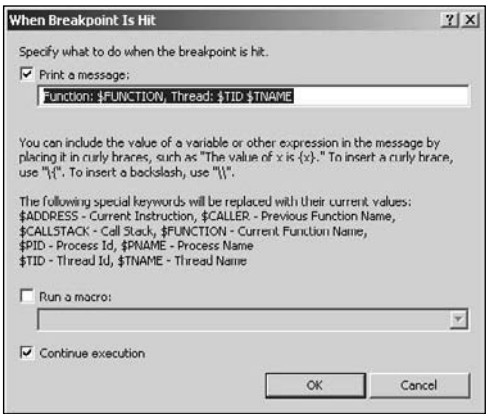 When Breakpoint Is Hit
Specify what to do when the breakpoint is hit.
Print a message:
Function: $FUNCTION, Thread: $TID $TNAME
You can include the value of a variable or other expression in the message by
placing it in curly braces, such as "The value of x is {x}." To insert a curly brace,
use "\{". To insert a backslash, use "\\".
The following special keywords will be replaced with their current values:
$ADDRESS - Current Instruction, $CALLER - Previous Function Name,
$CALLSTACK - Call Stack, $FUNCTION - Current Function Name,
$PID - Process Id, $PNAME - Process Name
$TID - Thread Id, $TNAME - Thread Name
Run a macro:
Continue execution
OK Cancel